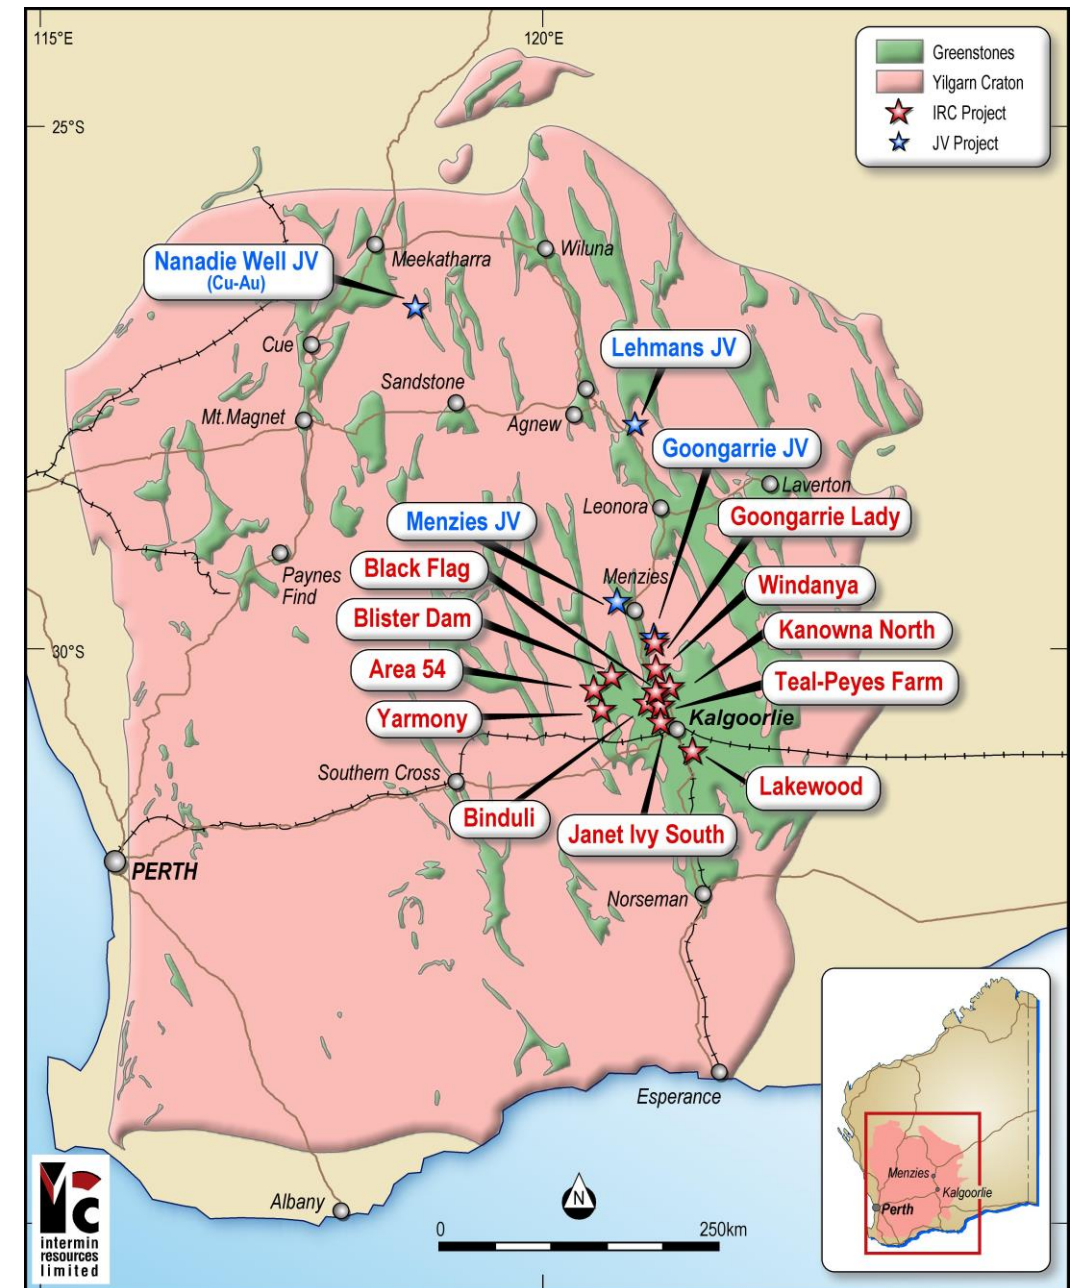 115°E
120°E
Greenstones
Yilgarn Craton
IRC Project
JV Project
25°S
Nanadie Well JV
(Cu-Au)
Meekatharra
Wiluna
Cue
Lehmans JV
Sandstone
Mt.Magnet
Agnew
Goongarrie JV
Laverton
Leonora
Menzies JV
Goongarrie Lady
Black Flag
Menzies
Windanya
Paynes
Find
Blister Dam
Kanowna North
30°S
Area 54
Teal-Peyes Farm
Yarmony
Kalgoorlie
Southern Cross
Lakewood
Binduli
Janet Ivy South
PERTH
Norseman
Esperance
Albany
N
0
250km
intermin
resources
limited
Menzies
Kalgoorlie
Perth